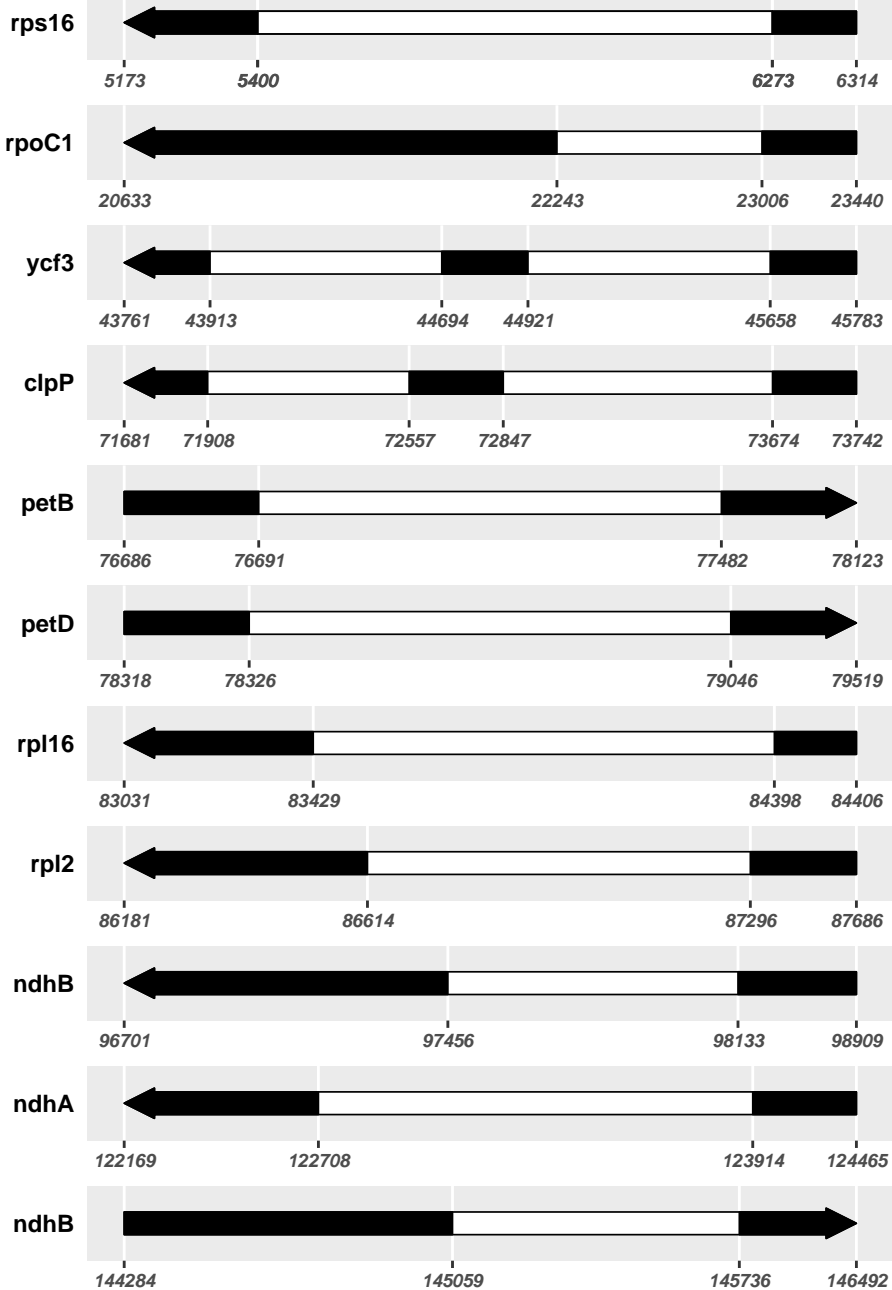 rps16
5173 5400 6273 6314
rpoC1
20633 22243 23006 23440
ycf3
43761 43913 44694 44921 45658 45783
clpP
71681 71908 72557 72847 73674 73742
petB
76686 76691 77482 78123
petD
78318 78326 79046 79519
rpl16
83031 83429 84398 84406
rpl2
86181 86614 87296 87686
ndhB
96701 97456 98133 98909
ndhA
122169 122708 123914 124465
ndhB
144284 145059 145736 146492